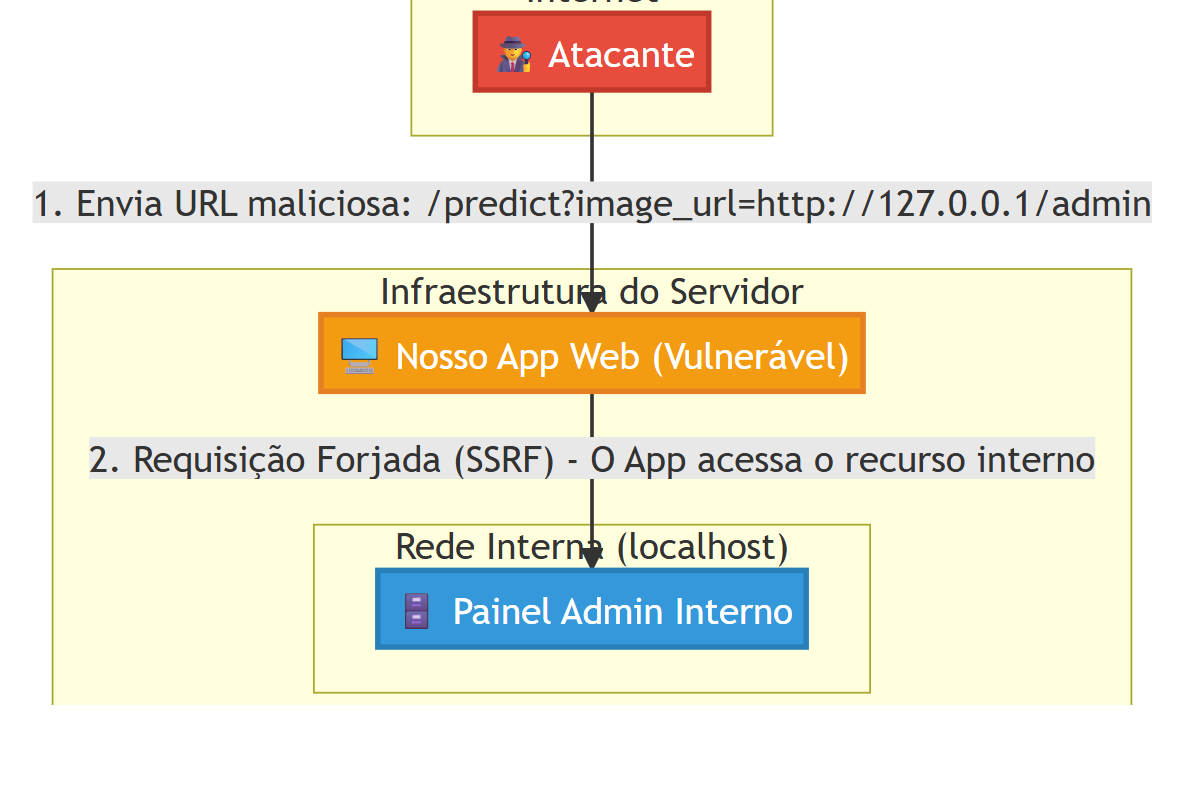 Internet
Atacante
1. Envia URL maliciosa: /predict?image_url=http://127.0.0.1/admin
Infraestrutura do Servidor
Nosso App Web (Vulnerável)
2. Requisição Forjada (SSRF) - O App acessa o recurso interno
Rede Interna (localhost)
Painel Admin Interno